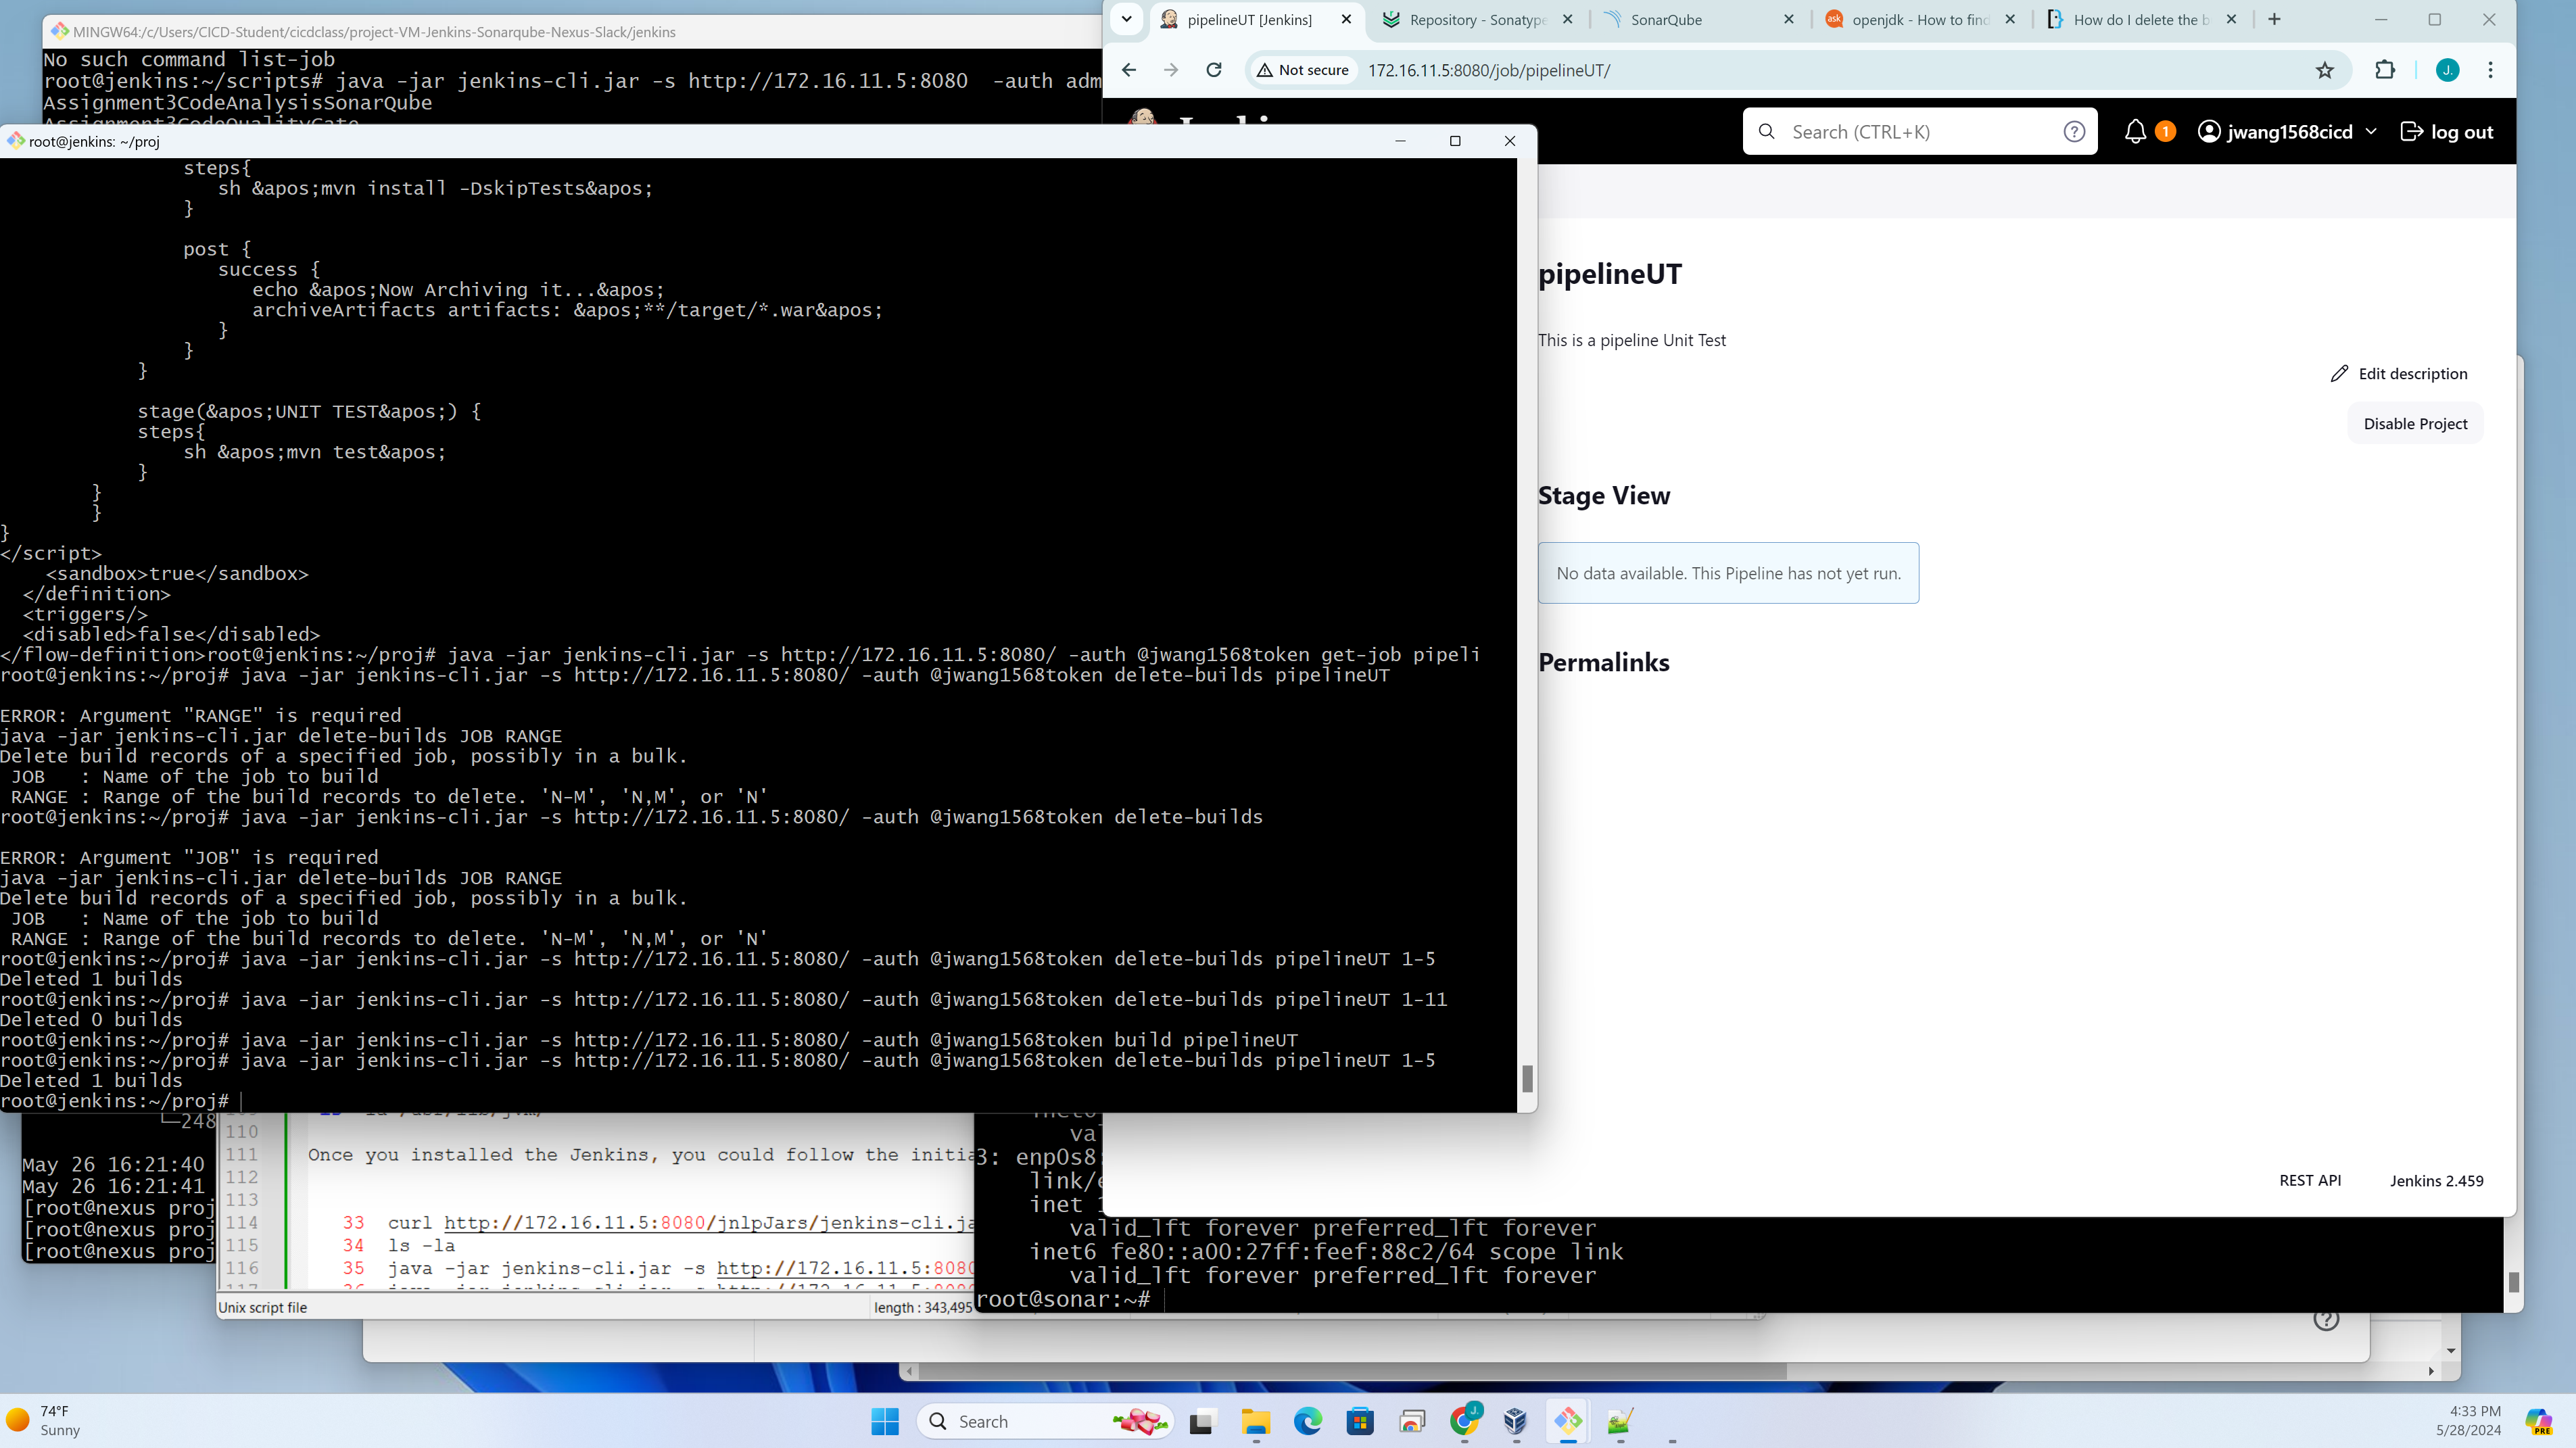 MINGW64:/c/Users/CICD-Student/cicdclass/project-VM-Jenkins-Sonarqube-Nexus-Slack/jenkins
No such command list-job
root@jenkins:~/scripts# java -jar jenkins-cli.jar -s http://172.16.11.5:8080  -auth adm
Assignment3CodeAnalysisSonarQube
Assignment3CodeQualityGate
root@jenkins: ~/proj
            steps{
               sh &apos;mvn install -DskipTests&apos;
            }
            post {
               success {
                  echo &apos;Now Archiving it...&apos;
                  archiveArtifacts artifacts: &apos;**/target/*.war&apos;
               }
            }
        }
        stage(&apos;UNIT TEST&apos;) {
        steps{
            sh &apos;mvn test&apos;
        }
    }
    }
}
</script>
    <sandbox>true</sandbox>
  </definition>
  <triggers/>
  <disabled>false</disabled>
</flow-definition>root@jenkins:~/proj# java -jar jenkins-cli.jar -s http://172.16.11.5:8080/ -auth @jwang1568token get-job pipeli
root@jenkins:~/proj# java -jar jenkins-cli.jar -s http://172.16.11.5:8080/ -auth @jwang1568token delete-builds pipelineUT
ERROR: Argument "RANGE" is required
java -jar jenkins-cli.jar delete-builds JOB RANGE
Delete build records of a specified job, possibly in a bulk.
 JOB   : Name of the job to build
 RANGE : Range of the build records to delete. 'N-M', 'N,M', or 'N'
root@jenkins:~/proj# java -jar jenkins-cli.jar -s http://172.16.11.5:8080/ -auth @jwang1568token delete-builds
ERROR: Argument "JOB" is required
java -jar jenkins-cli.jar delete-builds JOB RANGE
Delete build records of a specified job, possibly in a bulk.
 JOB   : Name of the job to build
 RANGE : Range of the build records to delete. 'N-M', 'N,M', or 'N'
root@jenkins:~/proj# java -jar jenkins-cli.jar -s http://172.16.11.5:8080/ -auth @jwang1568token delete-builds pipelineUT 1-5
Deleted 1 builds
root@jenkins:~/proj# java -jar jenkins-cli.jar -s http://172.16.11.5:8080/ -auth @jwang1568token delete-builds pipelineUT 1-11
Deleted 0 builds
root@jenkins:~/proj# java -jar jenkins-cli.jar -s http://172.16.11.5:8080/ -auth @jwang1568token build pipelineUT
root@jenkins:~/proj# java -jar jenkins-cli.jar -s http://172.16.11.5:8080/ -auth @jwang1568token delete-builds pipelineUT 1-5
Deleted 1 builds
root@jenkins:~/proj#
pipelineUT [Jenkins]
Repository - Sonatype
SonarQube
openjdk - How to find
How do I delete the b
Not secure
172.16.11.5:8080/job/pipelineUT/
J.
Search (CTRL+K)
1
jwang1568cicd
log out
pipelineUT
This is a pipeline Unit Test
Edit description
Disable Project
Stage View
No data available. This Pipeline has not yet run.
Permalinks
REST API
Jenkins 2.459
└─248
May 26 16:21:40
May 26 16:21:41
[root@nexus proj
[root@nexus proj
[root@nexus proj
110
111 Once you installed the Jenkins, you could follow the initia
112
113
114    33  curl http://172.16.11.5:8080/jnlpJars/jenkins-cli.ja
115    34  ls -la
116    35  java -jar jenkins-cli.jar -s http://172.16.11.5:8080
Unix script file
length : 343,495
va
3: enp0s8:
link/e
inet 1
valid_lft forever preferred_lft forever
inet6 fe80::a00:27ff:feef:88c2/64 scope link
valid_lft forever preferred_lft forever
root@sonar:~#
74°F
Sunny
Search
J.
4:33 PM
5/28/2024
PRE